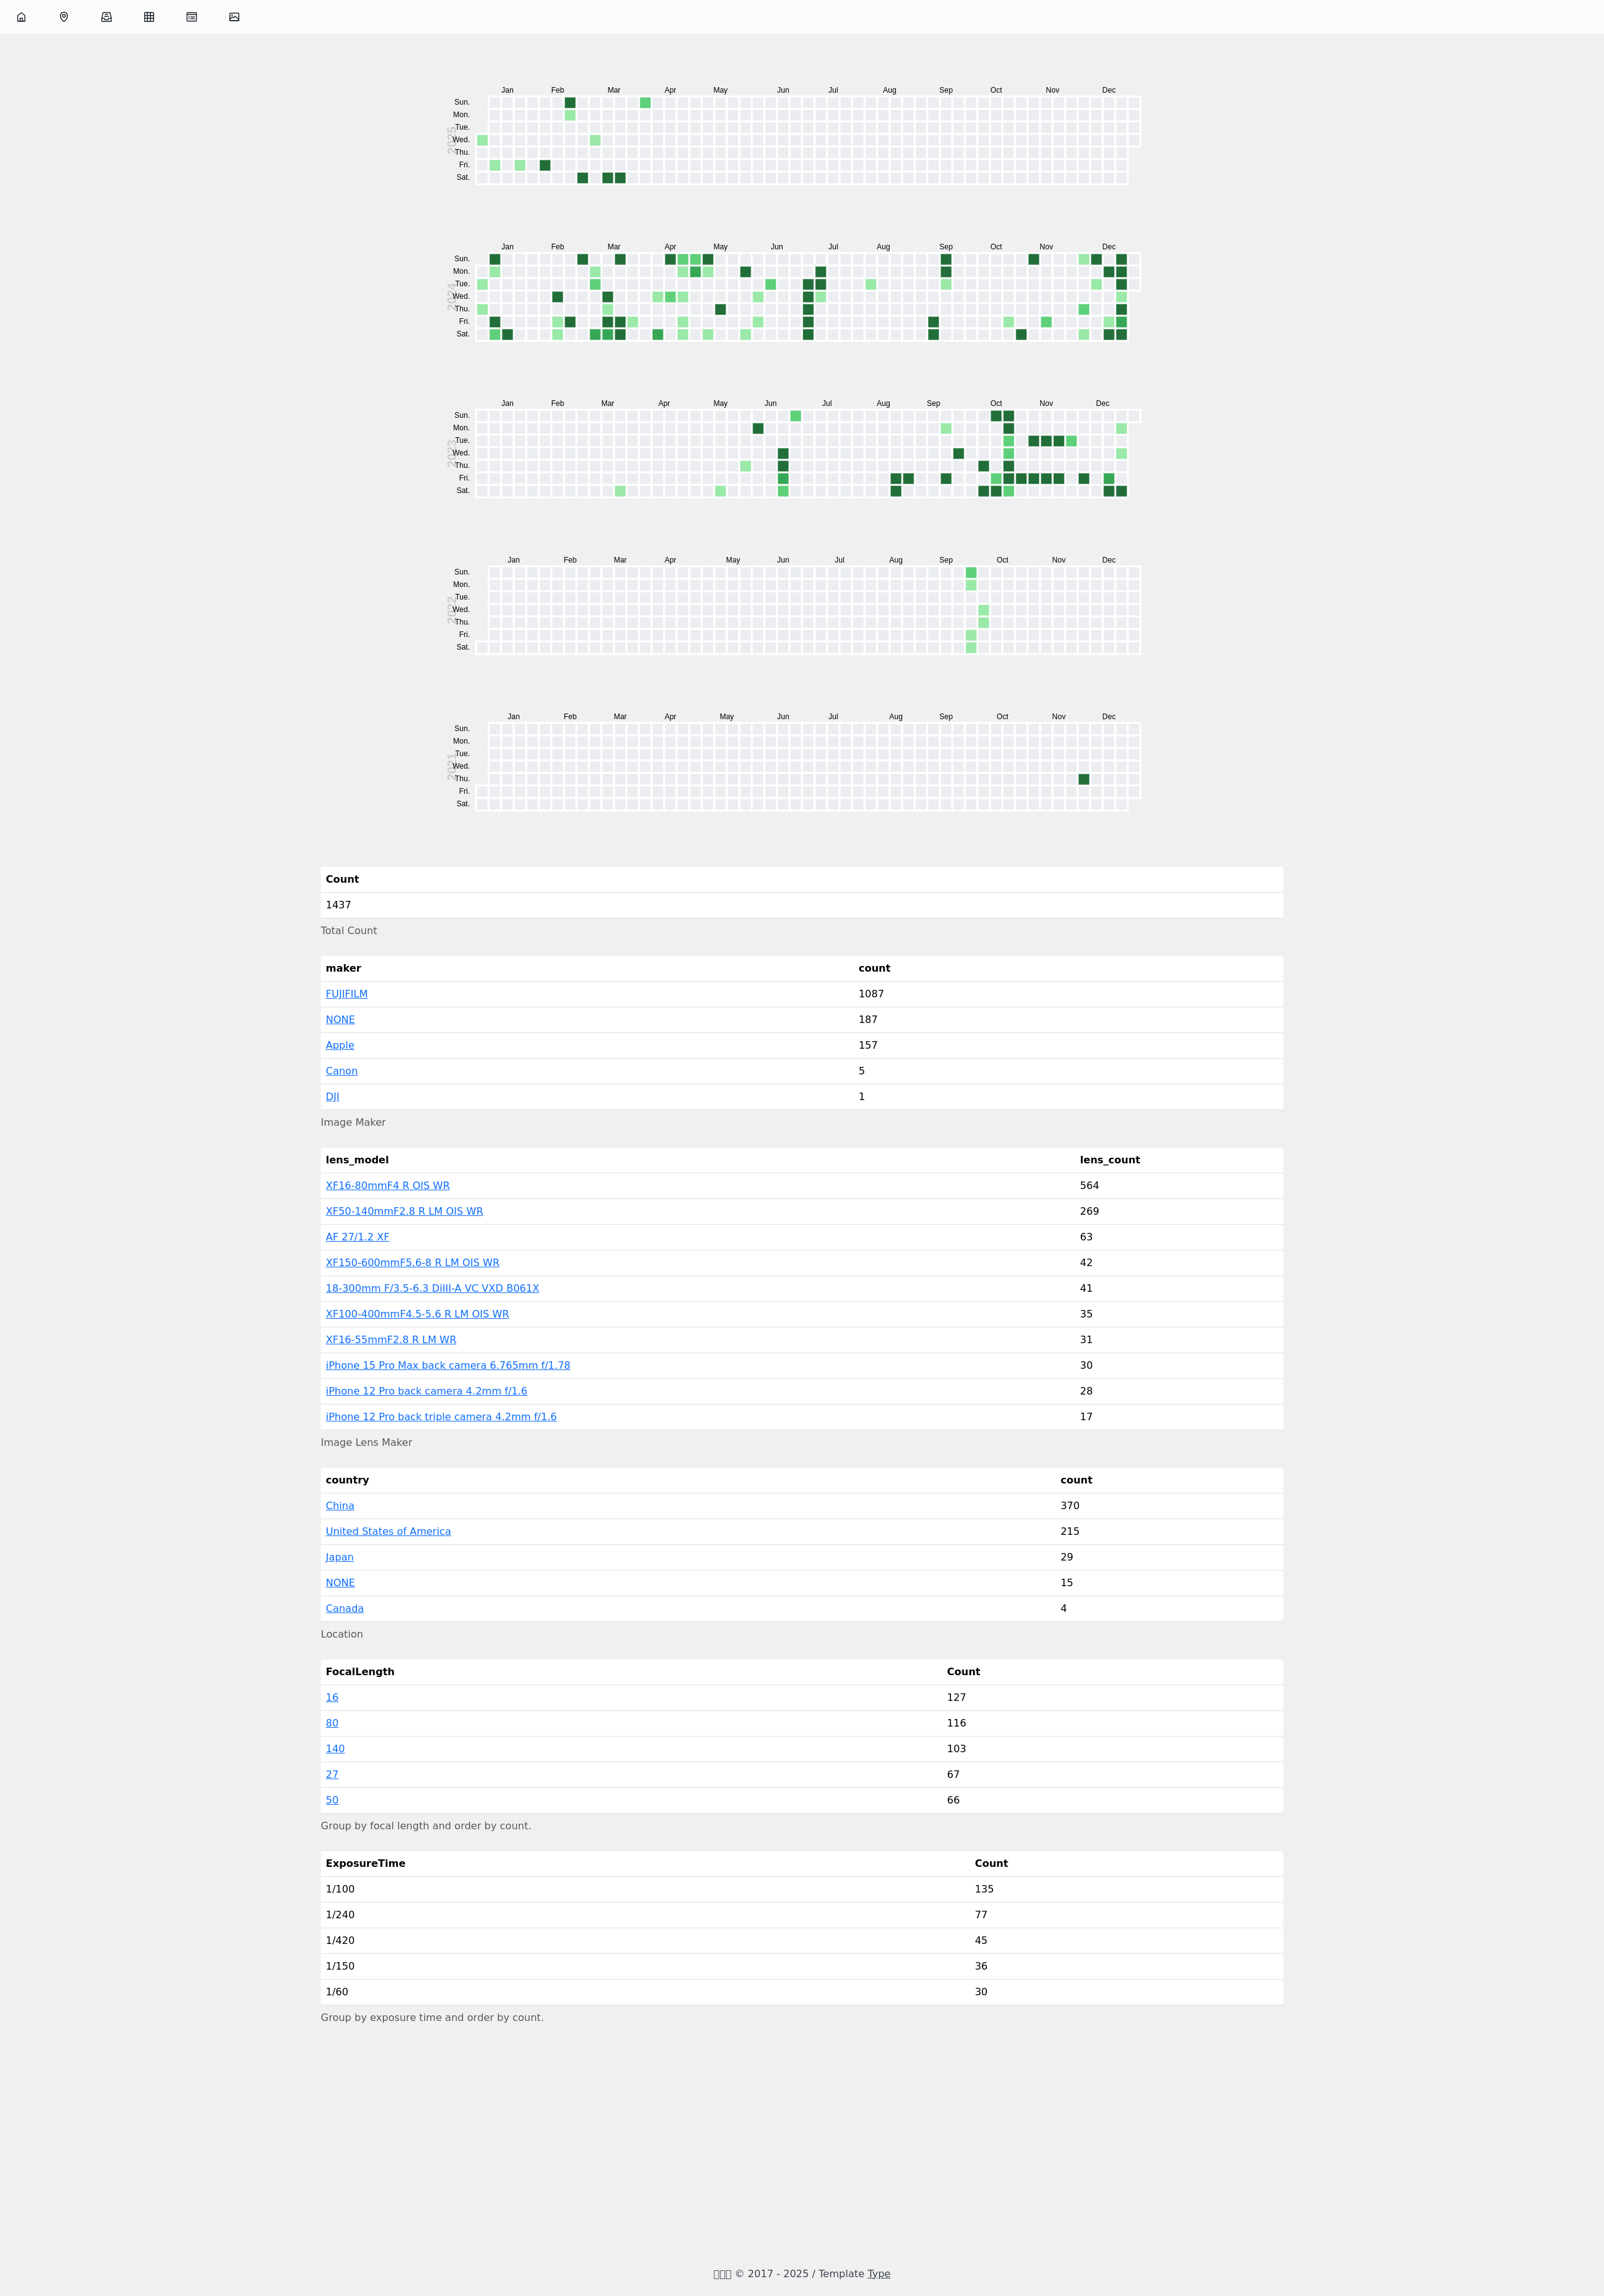 Jan Feb Mar Apr May Jun Jul Aug Sep Oct Nov Dec
2025
Sun.
Mon.
Tue.
Wed.
Thu.
Fri.
Sat.
Jan Feb Mar Apr May Jun Jul Aug Sep Oct Nov Dec
2024
Sun.
Mon.
Tue.
Wed.
Thu.
Fri.
Sat.
Jan Feb Mar Apr May Jun Jul Aug Sep Oct Nov Dec
2023
Sun.
Mon.
Tue.
Wed.
Thu.
Fri.
Sat.
Jan Feb Mar Apr May Jun Jul Aug Sep Oct Nov Dec
2022
Sun.
Mon.
Tue.
Wed.
Thu.
Fri.
Sat.
Jan Feb Mar Apr May Jun Jul Aug Sep Oct Nov Dec
2021
Sun.
Mon.
Tue.
Wed.
Thu.
Fri.
Sat.
Count
1437
Total Count
maker count
FUJIFILM 1087
NONE 187
Apple 157
Canon 5
DJI 1
Image Maker
lens_model lens_count
XF16-80mmF4 R OIS WR 564
XF50-140mmF2.8 R LM OIS WR 269
AF 27/1.2 XF 63
XF150-600mmF5.6-8 R LM OIS WR 42
18-300mm F/3.5-6.3 DiIII-A VC VXD B061X 41
XF100-400mmF4.5-5.6 R LM OIS WR 35
XF16-55mmF2.8 R LM WR 31
iPhone 15 Pro Max back camera 6.765mm f/1.78 30
iPhone 12 Pro back camera 4.2mm f/1.6 28
iPhone 12 Pro back triple camera 4.2mm f/1.6 17
Image Lens Maker
country count
China 370
United States of America 215
Japan 29
NONE 15
Canada 4
Location
FocalLength Count
16 127
80 116
140 103
27 67
50 66
Group by focal length and order by count.
ExposureTime Count
1/100 135
1/240 77
1/420 45
1/150 36
1/60 30
Group by exposure time and order by count.
© 2017 - 2025 / Template Type